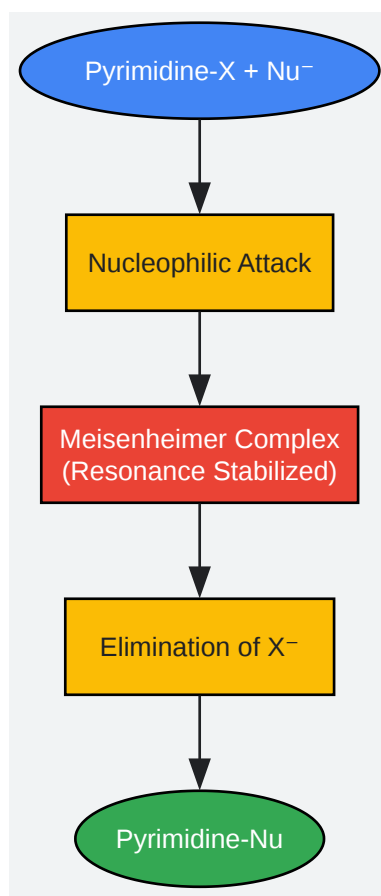 Pyrimidine-X + Nu⁻
Nucleophilic Attack
Meisenheimer Complex
(Resonance Stabilized)
Elimination of X⁻
Pyrimidine-Nu